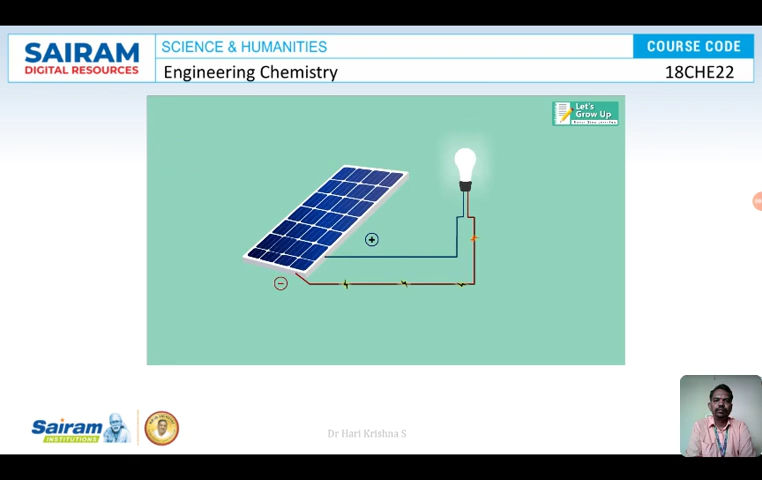 SAIRAM
DIGITAL RESOURCES
SCIENCE & HUMANITIES
COURSE CODE
Engineering Chemistry
18CHE22
Let's
Grow Up
+
−
Sairam
INSTITUTIONS
Dr Hari Krishna S